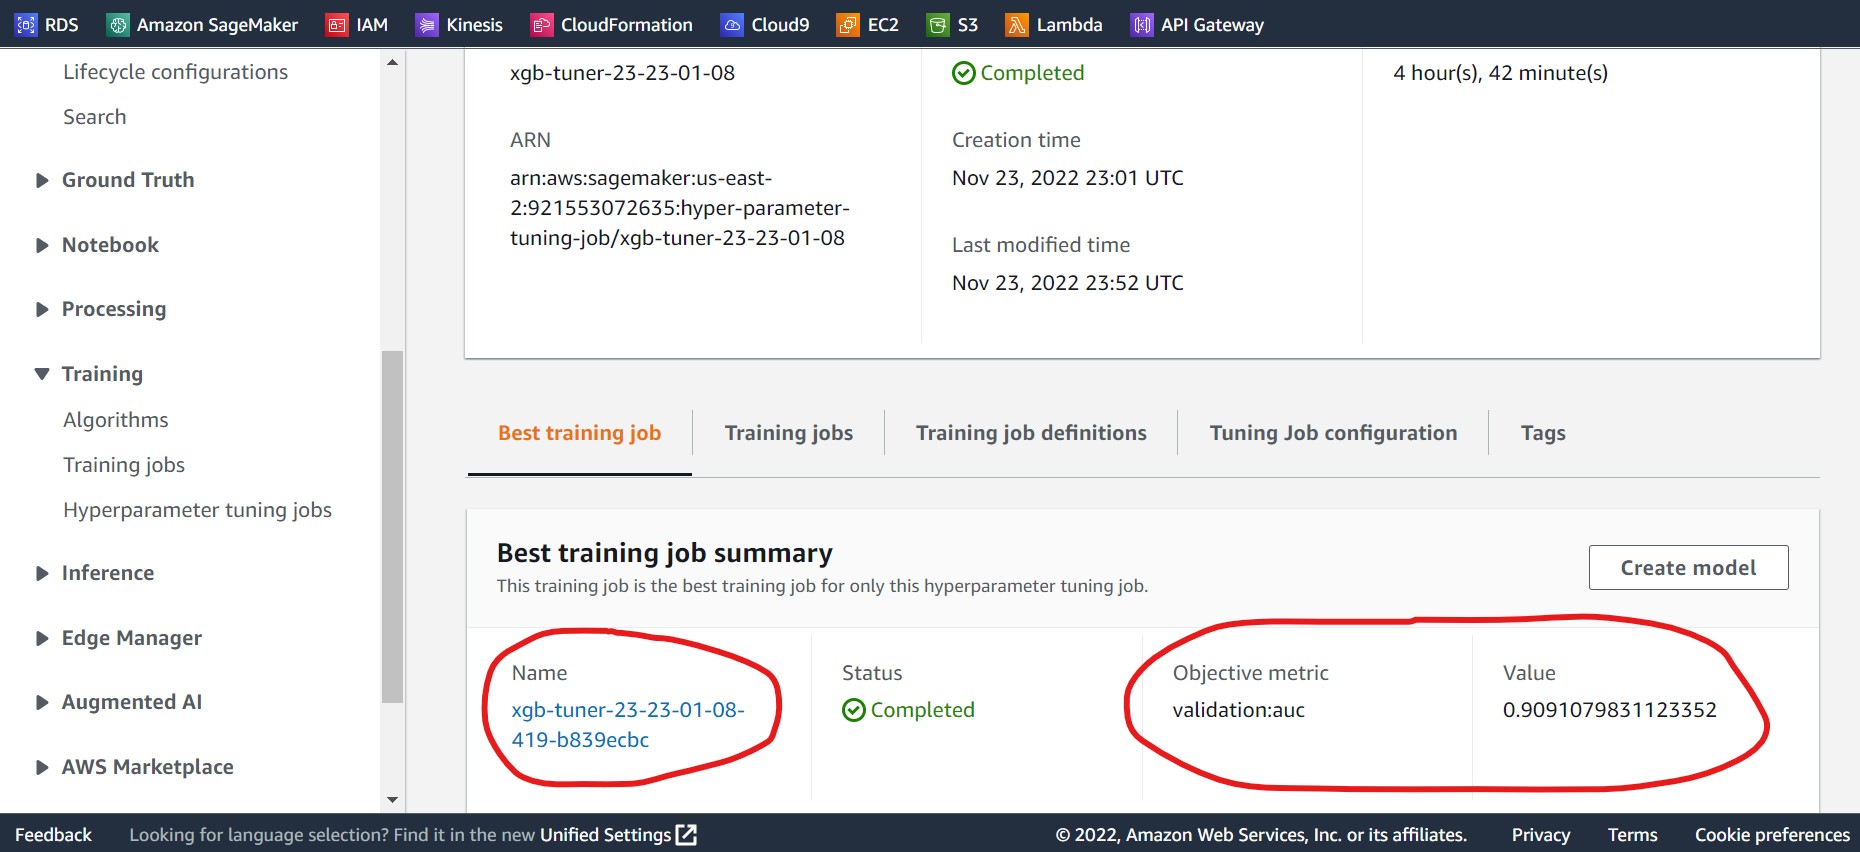 RDS Amazon SageMaker IAM Kinesis CloudFormation Cloud9 EC2 S3 Lambda API Gateway
Lifecycle configurations
Search
Ground Truth
Notebook
Processing
Training
Algorithms
Training jobs
Hyperparameter tuning jobs
Inference
Edge Manager
Augmented AI
AWS Marketplace
xgb-tuner-23-23-01-08
ARN
arn:aws:sagemaker:us-east-
2:921553072635:hyper-parameter-
tuning-job/xgb-tuner-23-23-01-08
Completed
Creation time
Nov 23, 2022 23:01 UTC
Last modified time
Nov 23, 2022 23:52 UTC
4 hour(s), 42 minute(s)
Best training job Training jobs Training job definitions Tuning Job configuration Tags
Best training job summary
This training job is the best training job for only this hyperparameter tuning job.
Create model
Name
xgb-tuner-23-23-01-08-
419-b839ecbc
Status
Completed
Objective metric
validation:auc
Value
0.9091079831123352
Feedback Looking for language selection? Find it in the new Unified Settings © 2022, Amazon Web Services, Inc. or its affiliates. Privacy Terms Cookie preferences